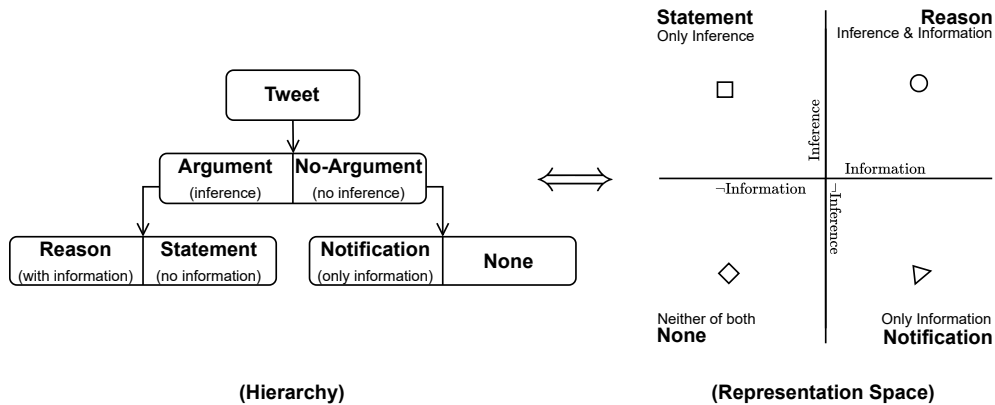 Tweet
Argument
(inference)
No-Argument
(no inference)
Reason
(with information)
Statement
(no information)
Notification
(only information)
None
(Hierarchy)
Statement
Only Inference
Reason
Inference & Information
Inference
Information
¬Information
¬Inference
Neither of both
None
Only Information
Notification
(Representation Space)